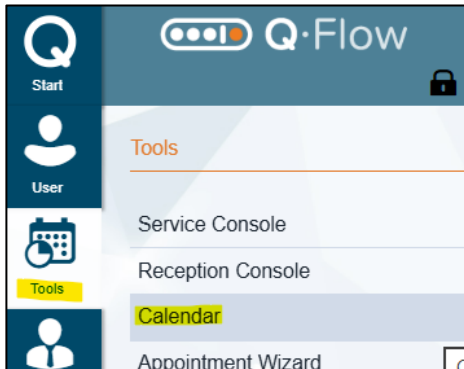 Q·Flow
Start
User
Tools
Tools
Service Console
Reception Console
Calendar
Appointment Wizard